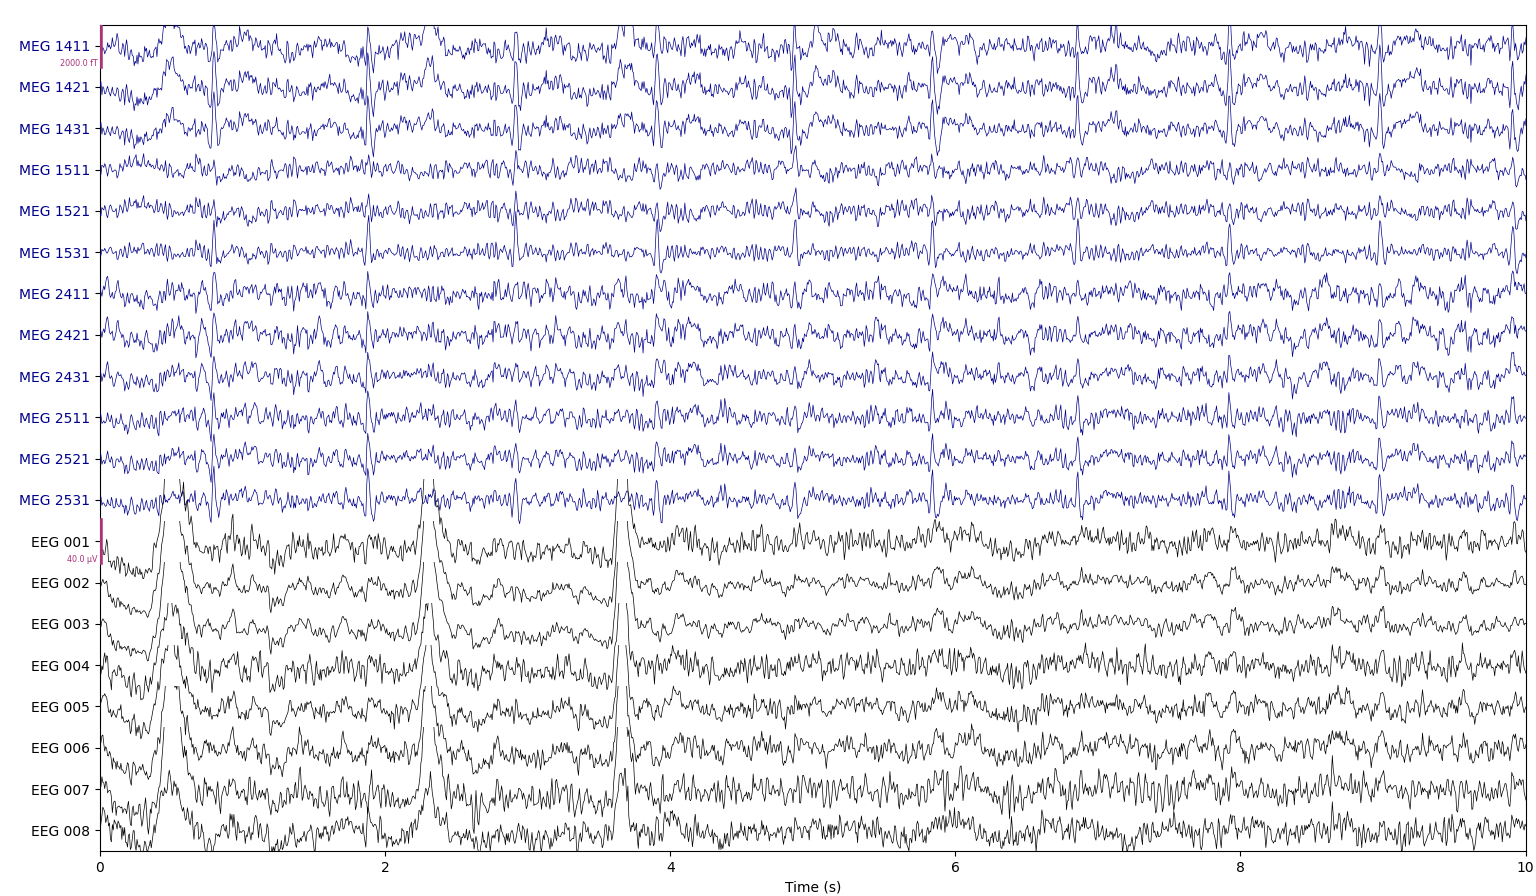 MEG 1411
2000.0 fT
MEG 1421
MEG 1431
MEG 1511
MEG 1521
MEG 1531
MEG 2411
MEG 2421
MEG 2431
MEG 2511
MEG 2521
MEG 2531
EEG 001
40.0 µV
EEG 002
EEG 003
EEG 004
EEG 005
EEG 006
EEG 007
EEG 008
0 2 4 6 8 10
Time (s)